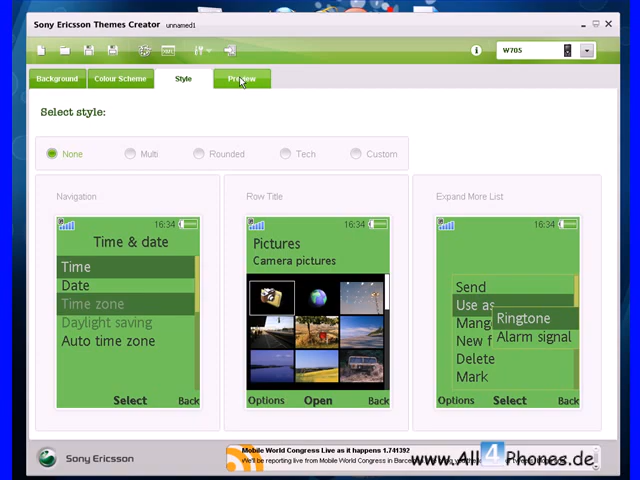 Sony Ericsson Themes Creator unnamed1
W705
Background Colour Scheme Style Preview
Select style:
None Multi Rounded Tech Custom
Navigation
16:34
Time & date
Time
Date
Time zone
Daylight saving
Auto time zone
Select Back
Row Title
16:34
Pictures
Camera pictures
Options Open Back
Expand More List
16:34
Send
Use as
Ringtone
Alarm signal
New f
Delete
Mark
Options Select Back
Sony Ericsson
Mobile World Congress Live as it happens 1.741392
We'll be reporting live from Mobile World Congress in
www.All4Phones.de